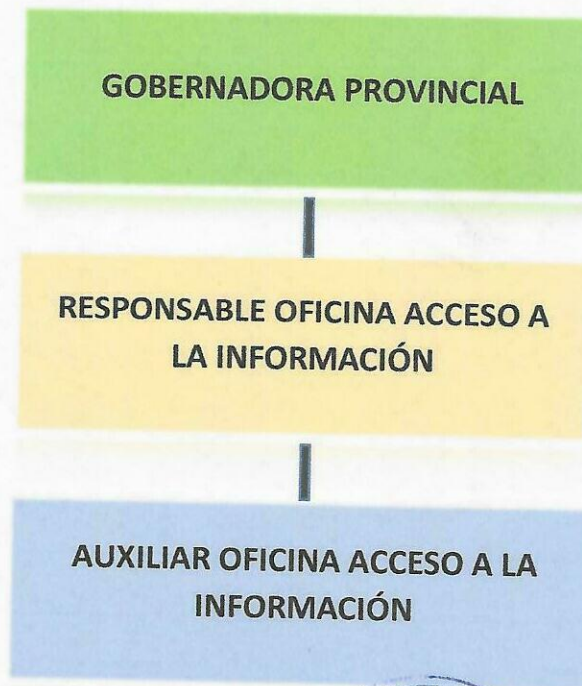 GOBERNADORA PROVINCIAL
RESPONSABLE OFICINA ACCESO A
LA INFORMACIÓN
AUXILIAR OFICINA ACCESO A LA
INFORMACIÓN